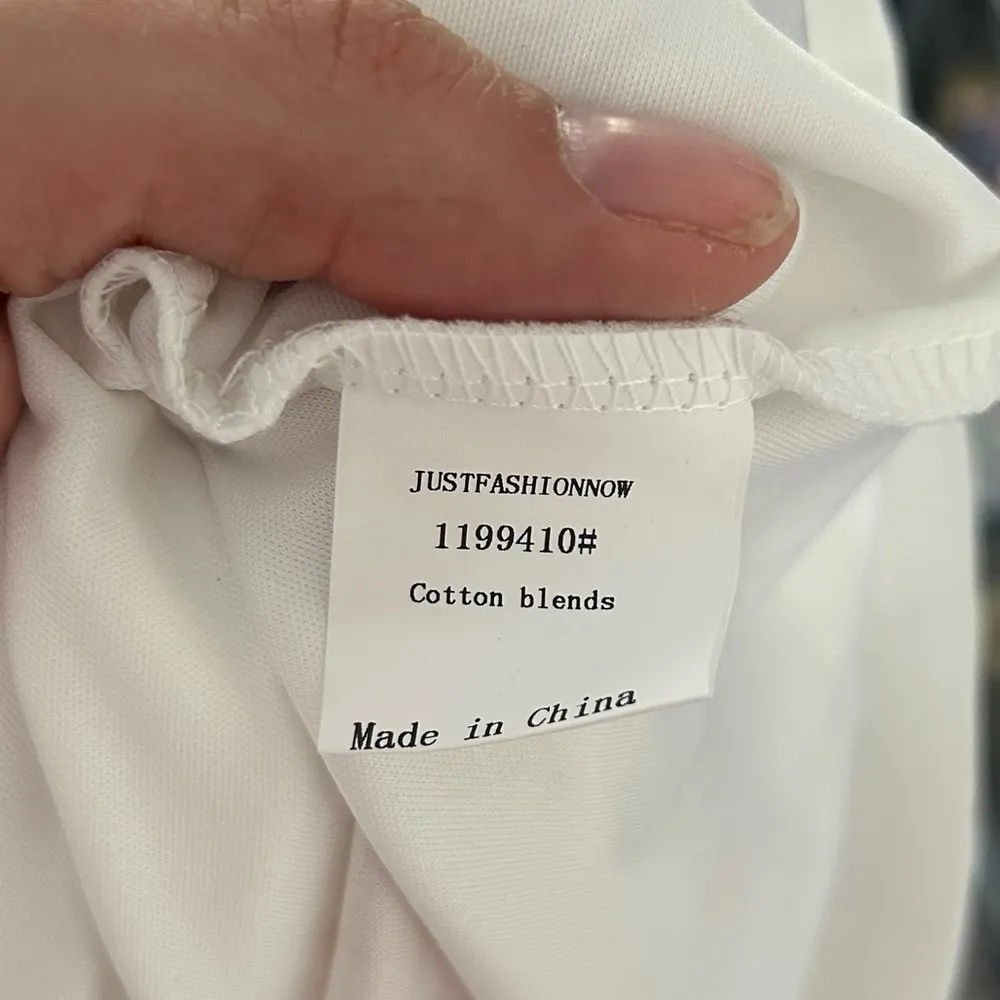 JUSTFASHIONNOW
1199410#
Cotton blends
Made in China